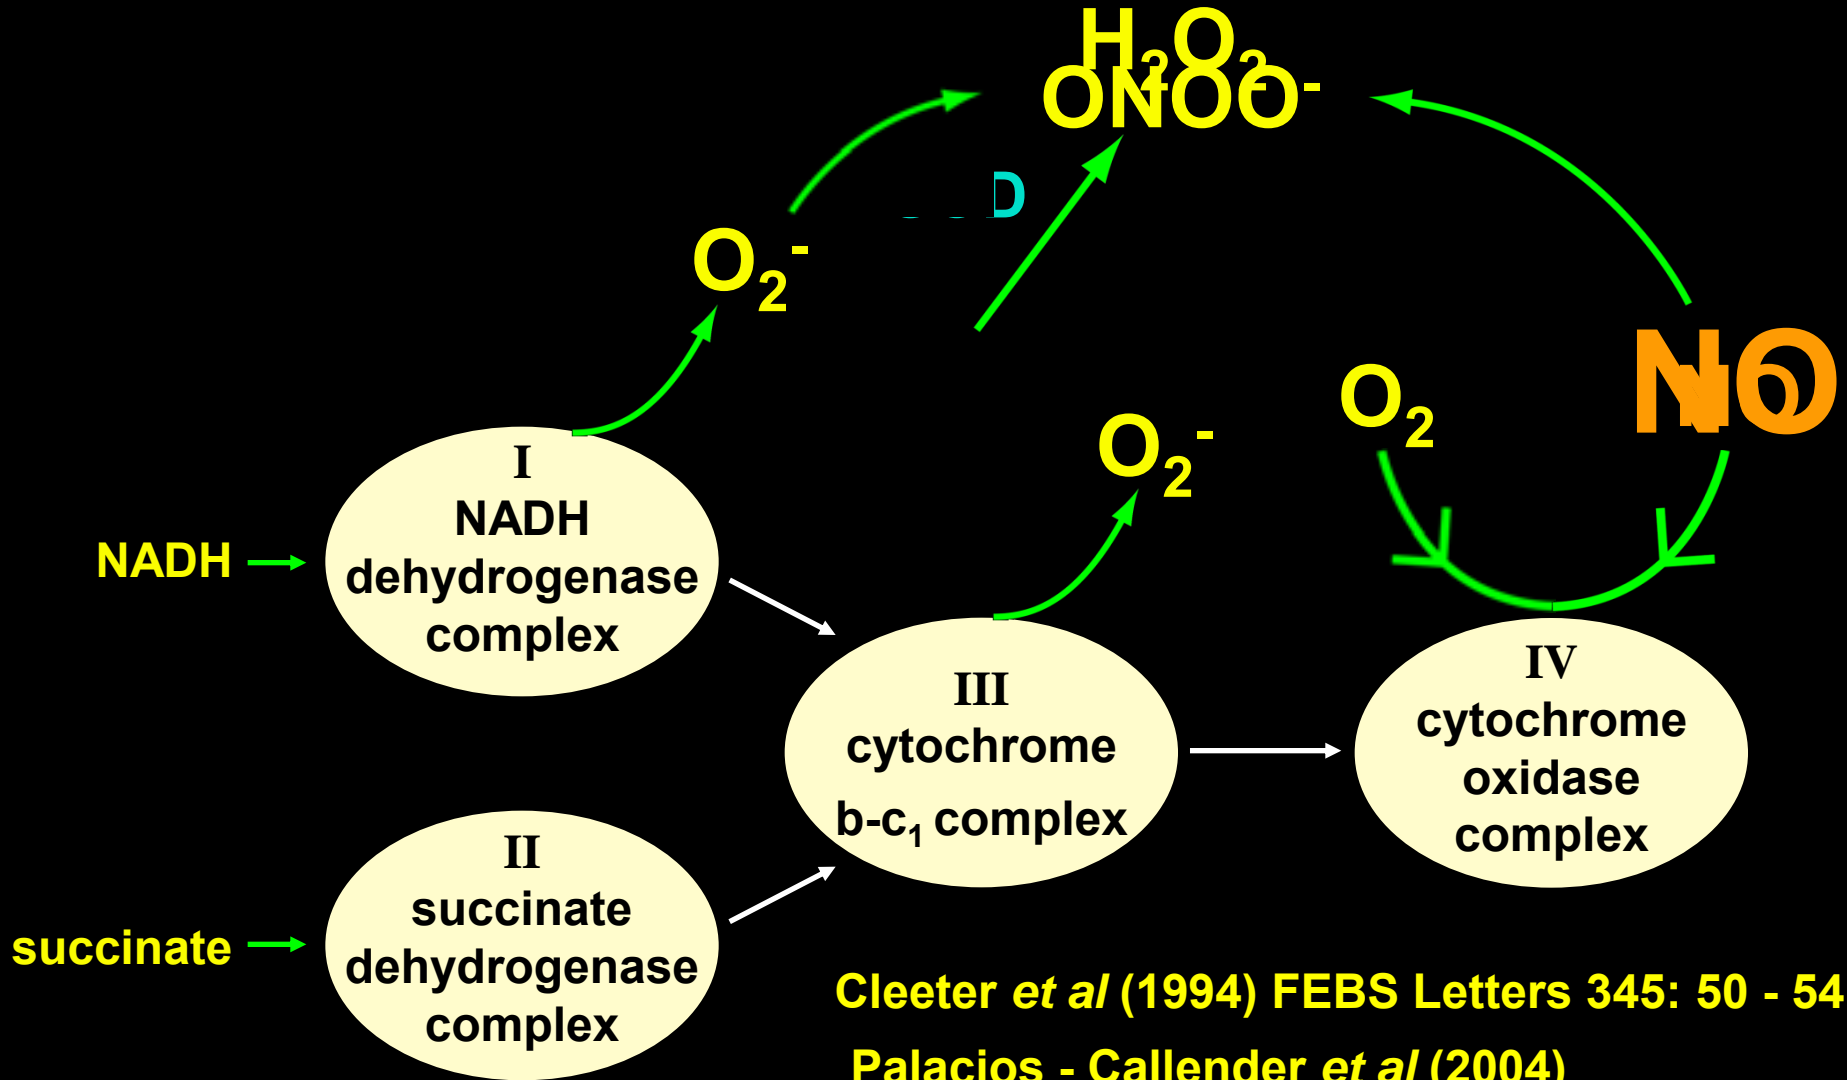 H₂O₂
ONOO⁻
O₂⁻
O₂
NO
NO
O₂⁻
I
NADH
dehydrogenase
complex
NADH
III
cytochrome
b-c₁ complex
IV
cytochrome
oxidase
complex
II
succinate
dehydrogenase
complex
succinate
Cleeter et al (1994) FEBS Letters 345: 50 - 54
Palacios - Callender et al (2004)